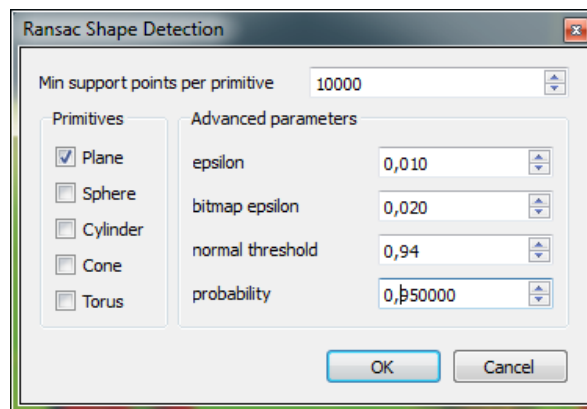 Ransac Shape Detection
Min support points per primitive 10000
Primitives
Plane
Sphere
Cylinder
Cone
Torus
Advanced parameters
epsilon 0,010
bitmap epsilon 0,020
normal threshold 0,94
probability 0,950000
OK Cancel